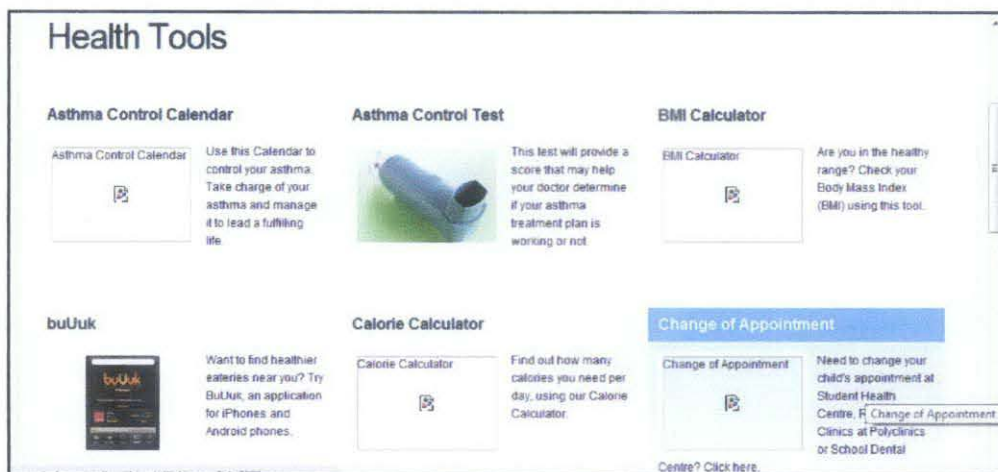 Health Tools
Asthma Control Calendar
Asthma Control Calendar
Use this Calendar to
control your asthma.
Take charge of your
asthma and manage
it to lead a fulfilling
life
Asthma Control Test
This test will provide a
score that may help
your doctor determine
if your asthma
treatment plan is
working or not
BMI Calculator
BMI Calculator
Are you in the healthy
range? Check your
Body Mass Index
(BMI) using this tool.
buUuk
buUuk
Want to find healthier
eateries near you? Try
BuUuk, an application
for iPhones and
Android phones.
Calorie Calculator
Calorie Calculator
Find out how many
calories you need per
day, using our Calorie
Calculator.
Change of Appointment
Change of Appointment
Need to change your
child's appointment at
Student Health
Centre,
Change of Appointment
Clinics at Polyclinics
or School Dental
Centre? Click here.